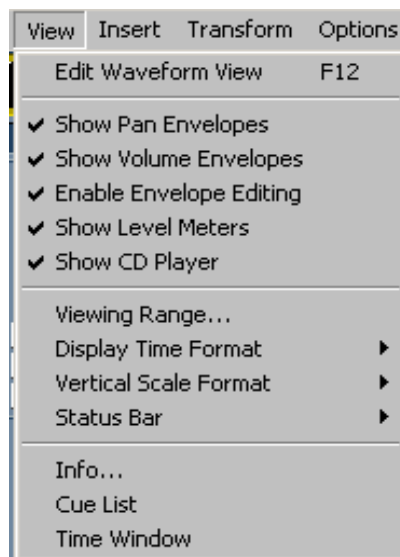 View Insert Transform Options
Edit Waveform View F12
Show Pan Envelopes
Show Volume Envelopes
Enable Envelope Editing
Show Level Meters
Show CD Player
Viewing Range...
Display Time Format
Vertical Scale Format
Status Bar
Info...
Cue List
Time Window